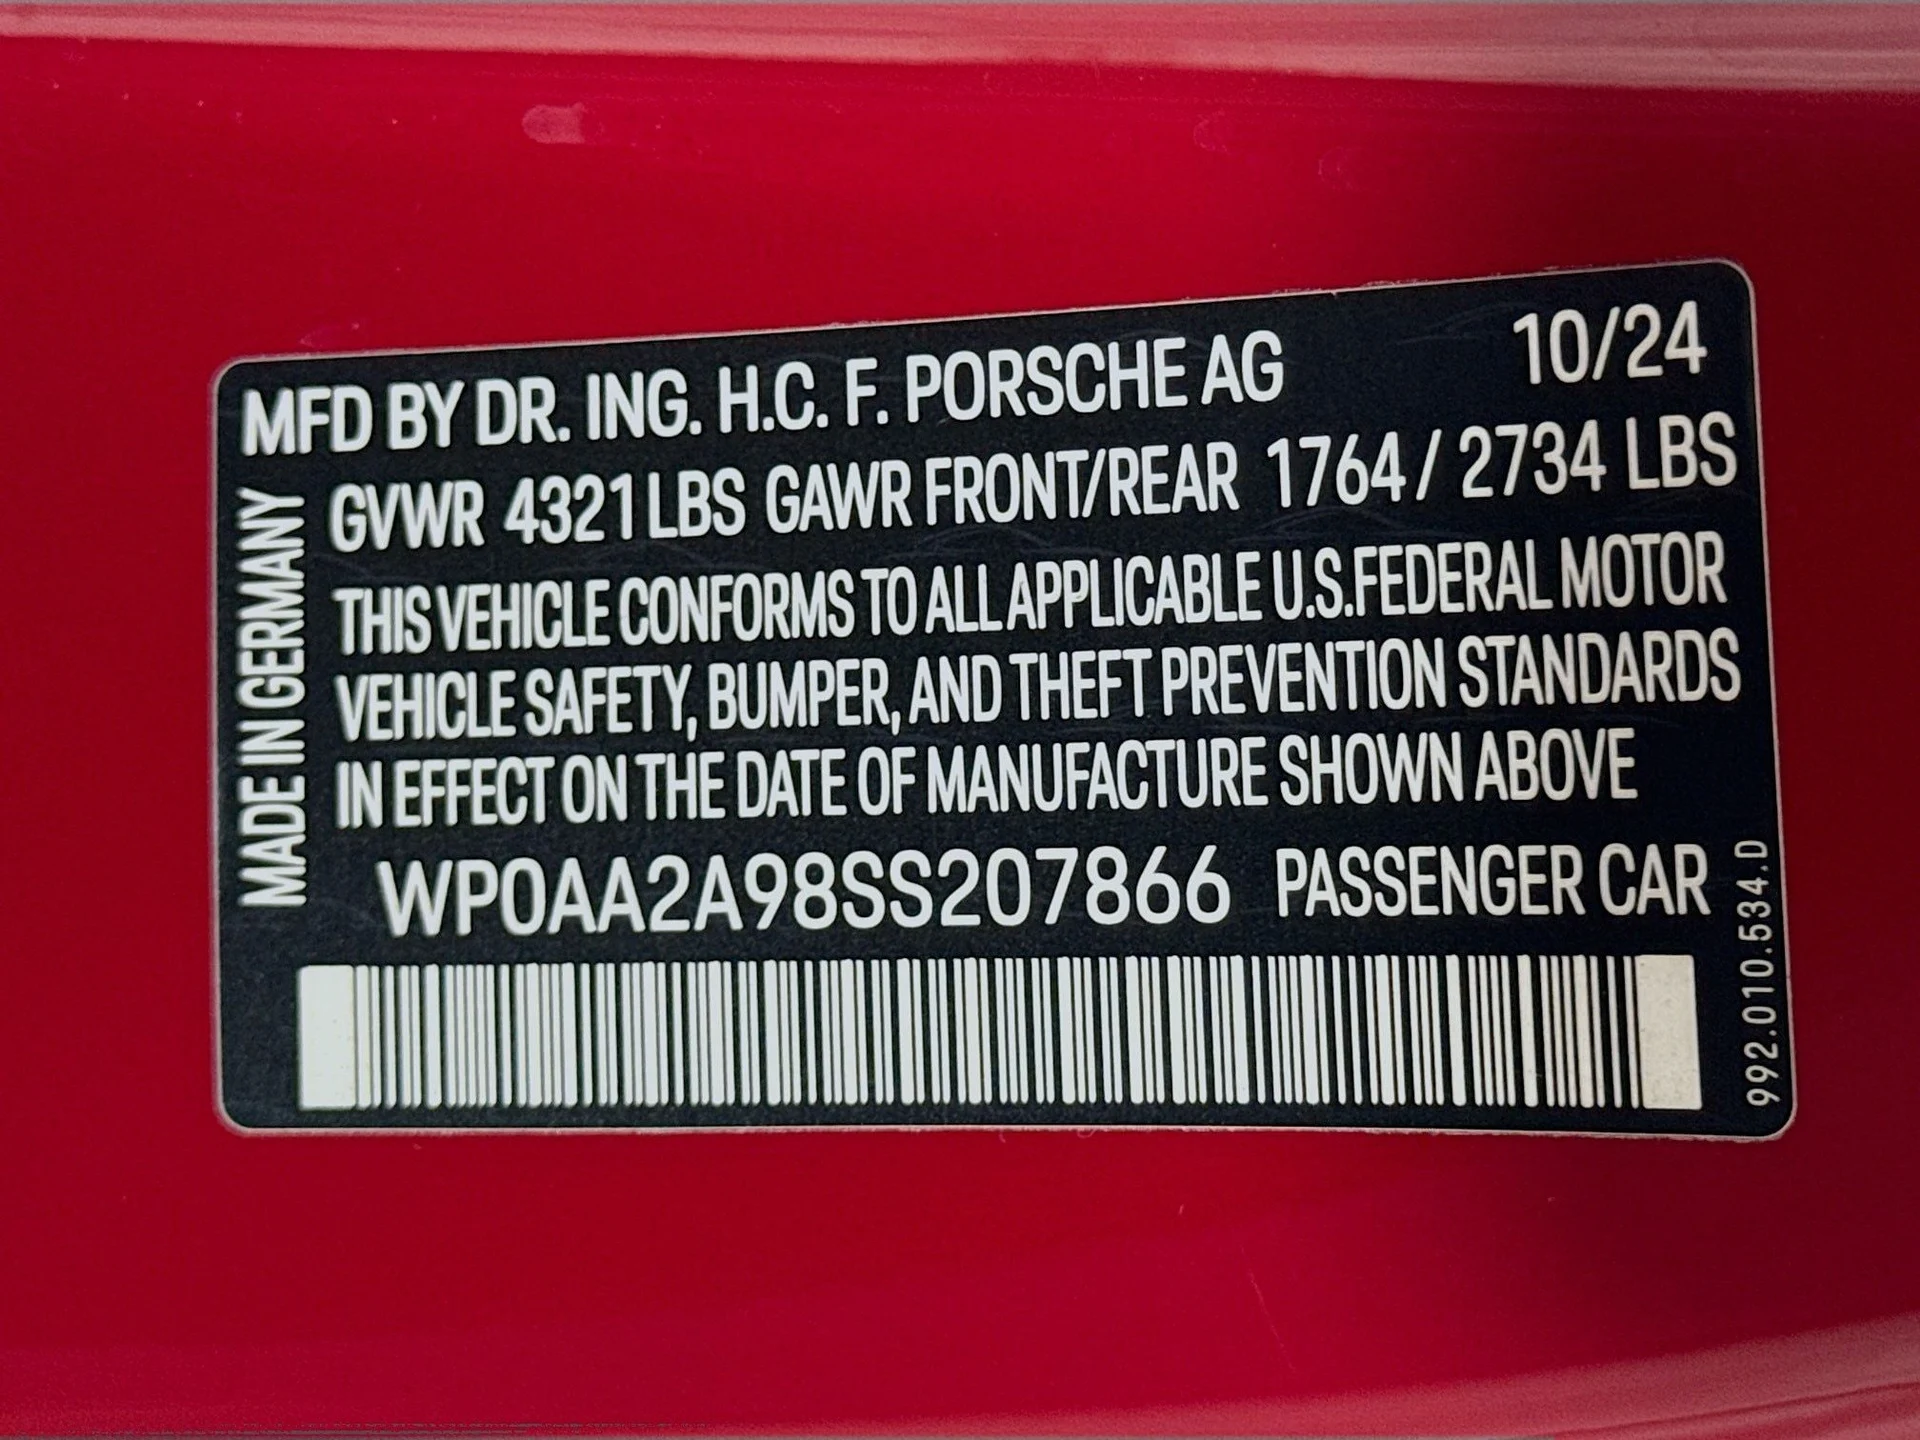 MFD BY DR. ING. H.C. F. PORSCHE AG 10/24
GVWR 4321 LBS GAWR FRONT/REAR 1764 / 2734 LBS
THIS VEHICLE CONFORMS TO ALL APPLICABLE U.S.FEDERAL MOTOR
VEHICLE SAFETY, BUMPER, AND THEFT PREVENTION STANDARDS
IN EFFECT ON THE DATE OF MANUFACTURE SHOWN ABOVE
WP0AA2A98SS207866 PASSENGER CAR
MADE IN GERMANY
992.010.534.D